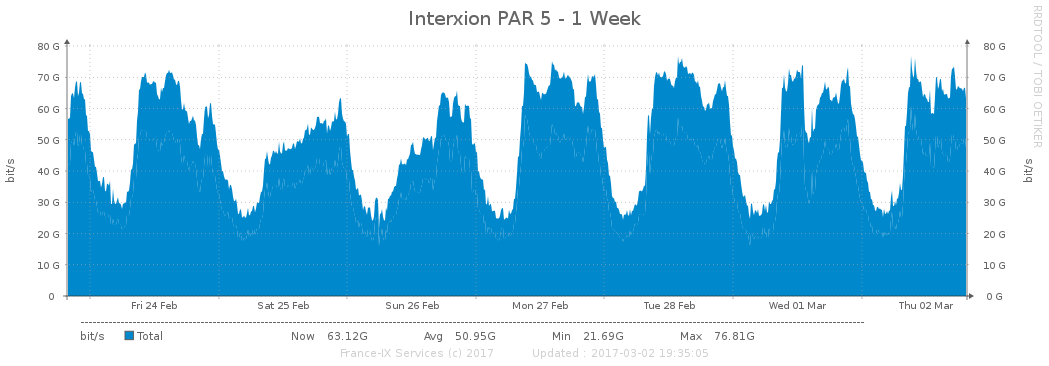 Interxion PAR 5 - 1 Week
RRDTOOL / TOBI OETIKER
80 G 80 G
70 G 70 G
60 G 60 G
50 G 50 G
40 G 40 G
30 G 30 G
20 G 20 G
10 G 10 G
0 0 G
bit/s bit/s
Fri 24 Feb Sat 25 Feb Sun 26 Feb Mon 27 Feb Tue 28 Feb Wed 01 Mar Thu 02 Mar
bit/s Total Now 63.12G Avg 50.95G Min 21.69G Max 76.81G
France-IX Services (c) 2017 Updated : 2017-03-02 19:35:05